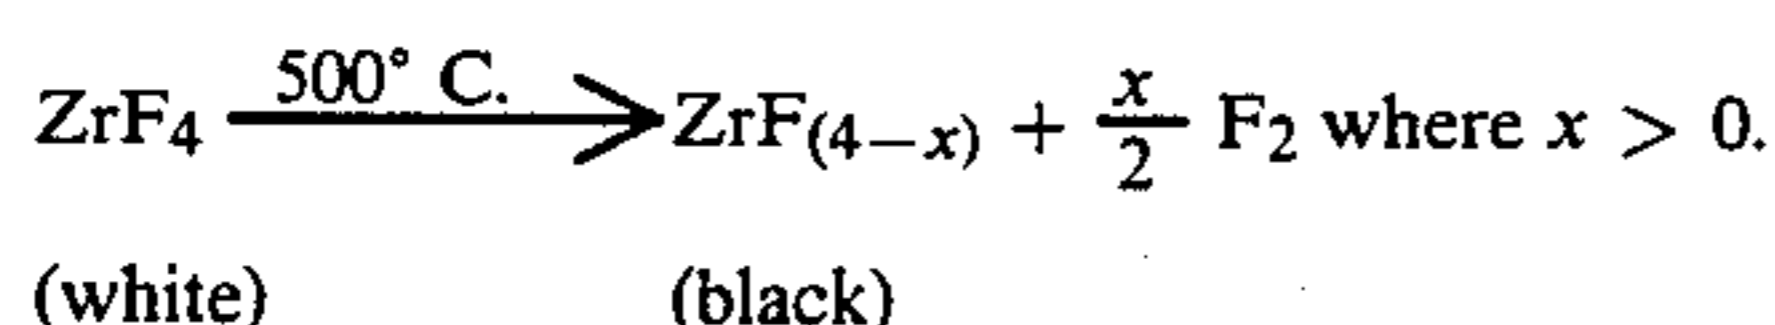 ZrF4 500° C. ZrF(4−x) + x/2 F2 where x > 0.
(white) (black)